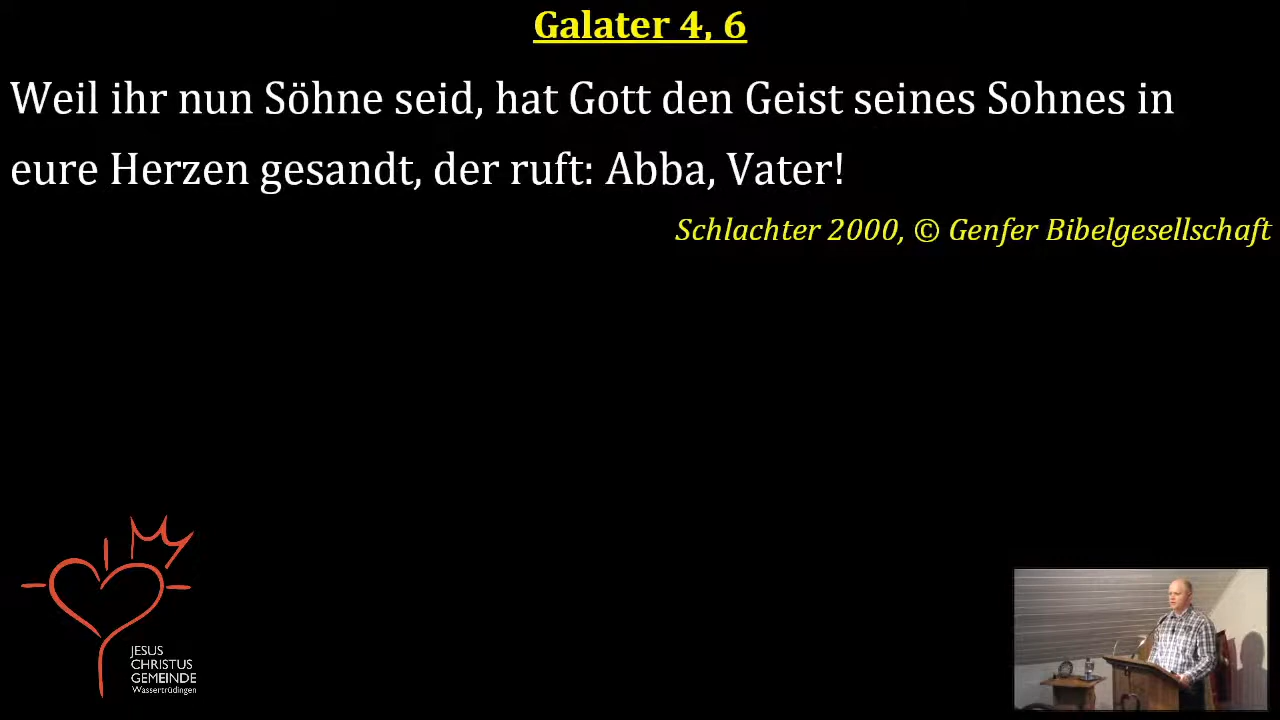 Galater 4, 6
Weil ihr nun Söhne seid, hat Gott den Geist seines Sohnes in
eure Herzen gesandt, der ruft: Abba, Vater!
Schlachter 2000, © Genfer Bibelgesellschaft
JESUS
CHRISTUS
GEMEINDE
Wassertrüdingen